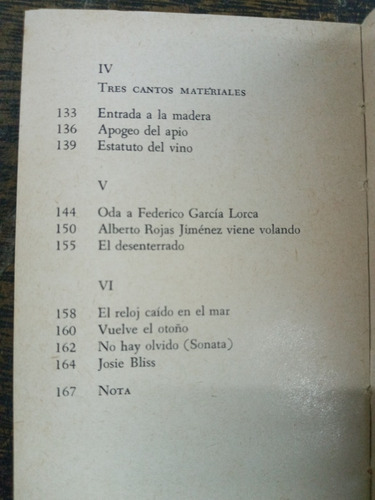 IV
TRES CANTOS MATERIALES
133 Entrada a la madera
136 Apogeo del apio
139 Estatuto del vino
V
144 Oda a Federico García Lorca
150 Alberto Rojas Jiménez viene volando
155 El desenterrado
VI
158 El reloj caído en el mar
160 Vuelve el otoño
162 No hay olvido (Sonata)
164 Josie Bliss
167 NOTA